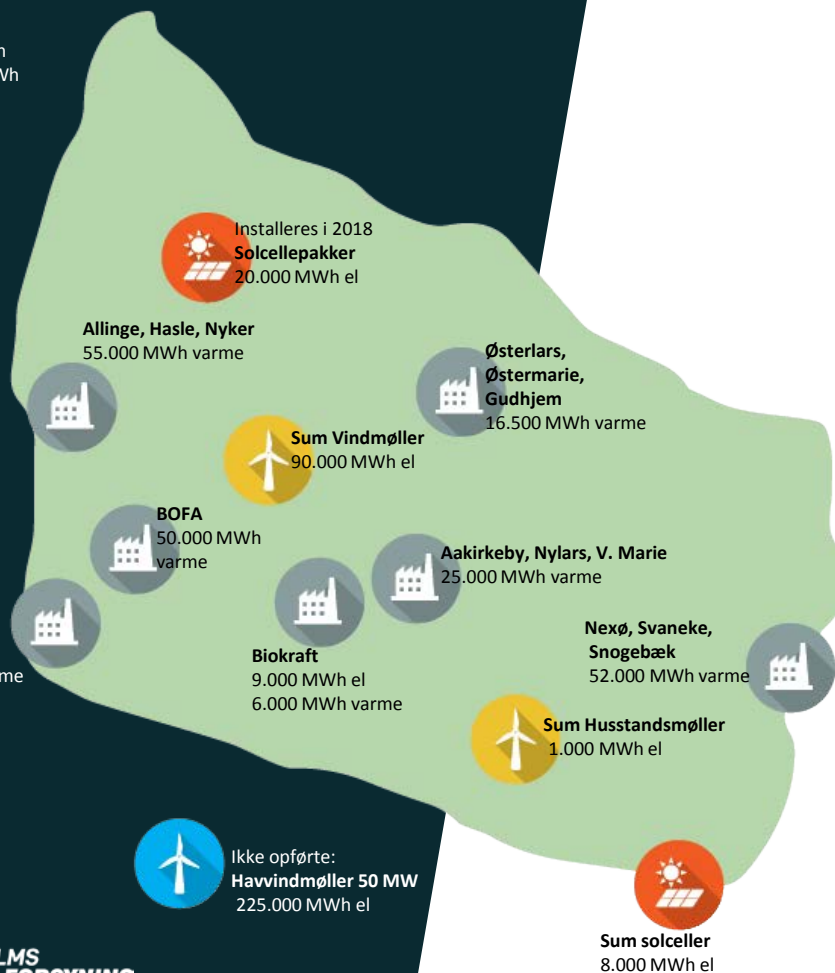 Installeres i 2018
Solcellepakker
20.000 MWh el
Allinge, Hasle, Nyker
55.000 MWh varme
Østerlars,
Østermarie,
Gudhjem
16.500 MWh varme
Sum Vindmøller
90.000 MWh el
BOFA
50.000 MWh
varme
Aakirkeby, Nylars, V. Marie
25.000 MWh varme
Biokraft
9.000 MWh el
6.000 MWh varme
Nexø, Svaneke,
Snogebæk
52.000 MWh varme
Sum Husstandsmøller
1.000 MWh el
Ikke opførte:
Havvindmøller 50 MW
225.000 MWh el
Sum solceller
8.000 MWh el